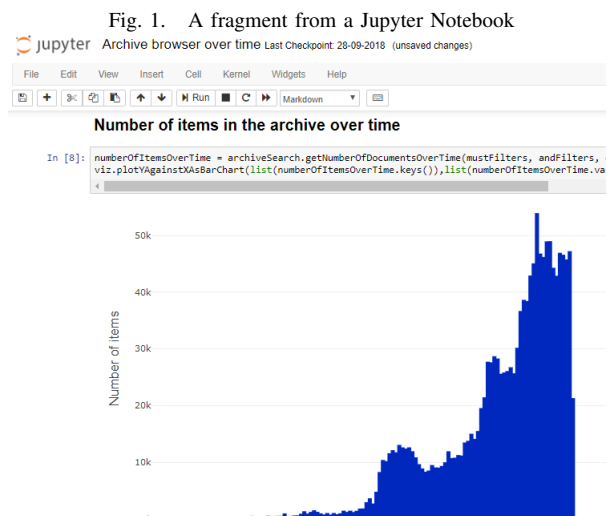 Fig. 1. A fragment from a Jupyter Notebook
jupyter Archive browser over time Last Checkpoint: 28-09-2018 (unsaved changes)
File Edit View Insert Cell Kernel Widgets Help
Run Markdown
Number of items in the archive over time
In [8]: numberOfItemsOverTime = archiveSearch.getNumberOfDocumentsOverTime(mustFilters, andFilters,
viz.plotYAgainstXAsBarChart(list(numberOfItemsOverTime.keys()),list(numberOfItemsOverTime.va
50k
40k
30k
20k
10k
Number of items